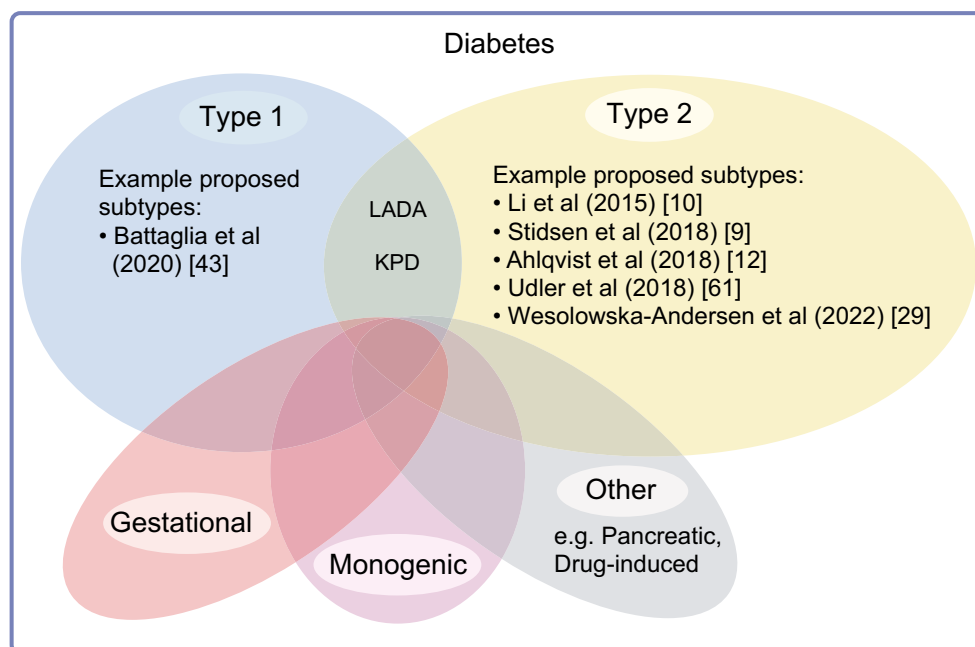 Diabetes
Type 1
Example proposed
subtypes:
• Battaglia et al
(2020) [43]
LADA
KPD
Type 2
Example proposed subtypes:
• Li et al (2015) [10]
• Stidsen et al (2018) [9]
• Ahlqvist et al (2018) [12]
• Udler et al (2018) [61]
• Wesolowska-Andersen et al (2022) [29]
Gestational
Monogenic
Other
e.g. Pancreatic,
Drug-induced